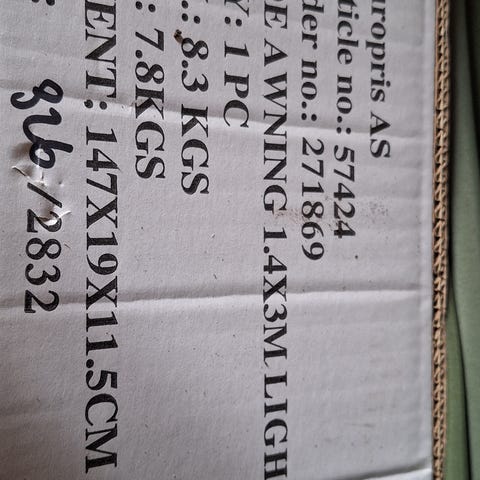 uropris AS
ticle no.: 57424
der no.: 271869
E AWNING 1.4X3M LIGH
Y: 1 PC
.: 8.3 KGS
.: 7.8KGS
ENT: 147X19X11.5CM
/2832